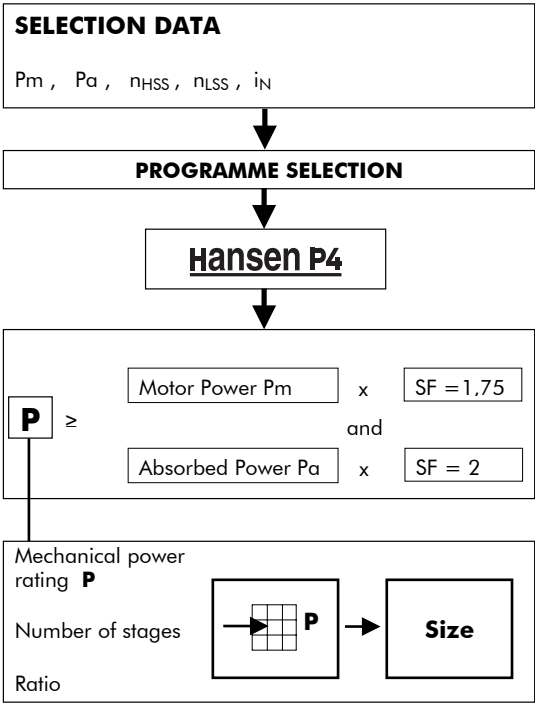 SELECTION DATA
Pm , Pa , nHSS , nLSS , iN
PROGRAMME SELECTION
Hansen P4
Motor Power Pm x SF =1,75
P ≥
and
Absorbed Power Pa x SF = 2
Mechanical power
rating P
Number of stages
P
Size
Ratio